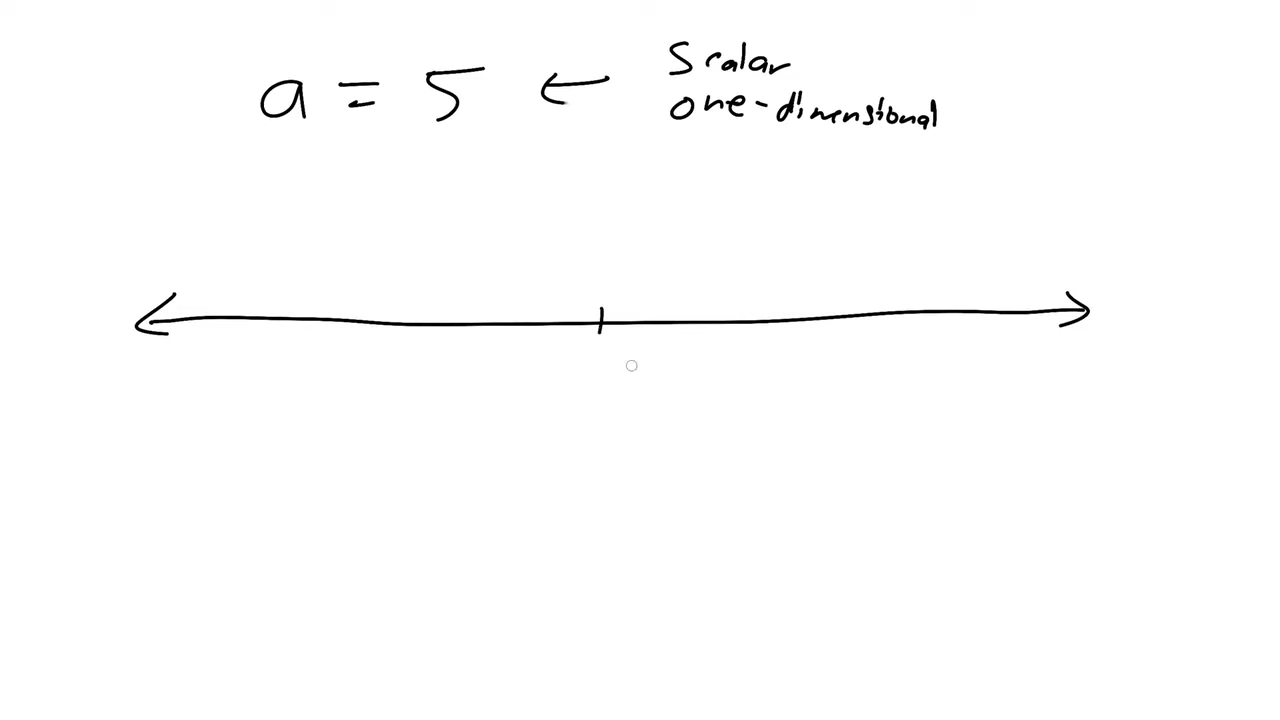 a = 5 ← Scalar
one-dimensional